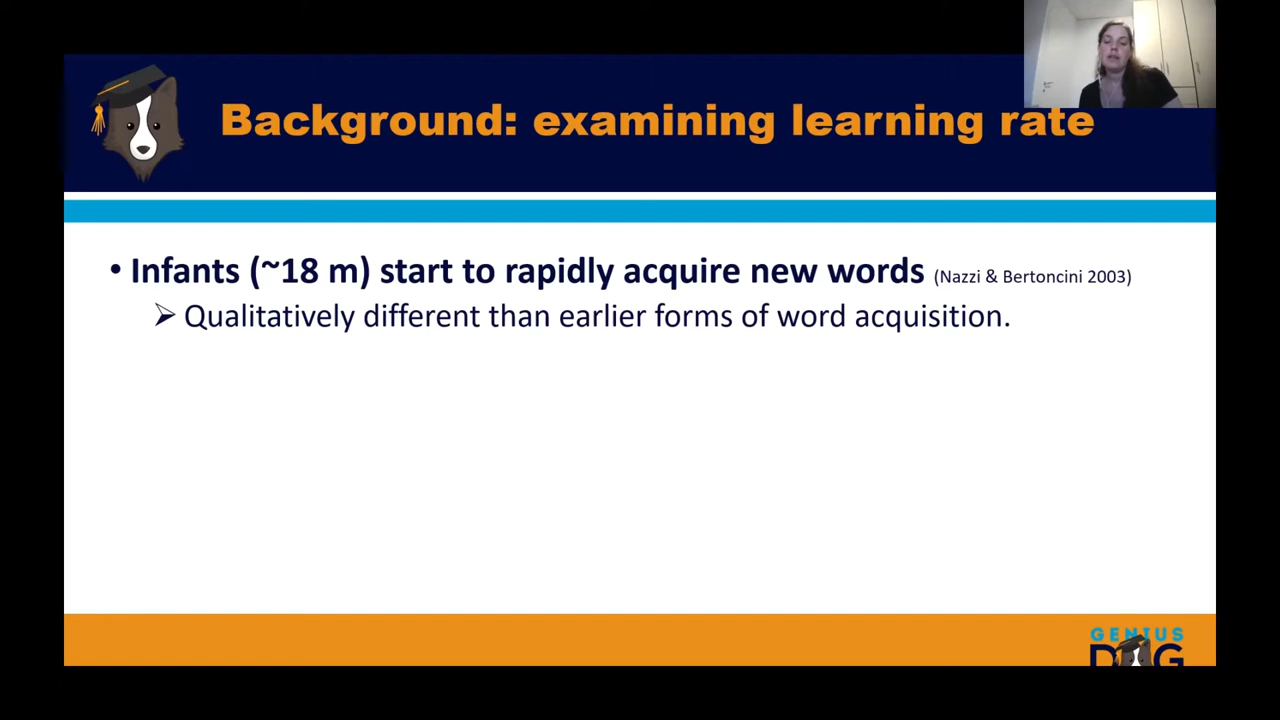 Background: examining learning rate
• Infants (~18 m) start to rapidly acquire new words (Nazzi & Bertoncini 2003)
➢ Qualitatively different than earlier forms of word acquisition.
GENIUS
DOG